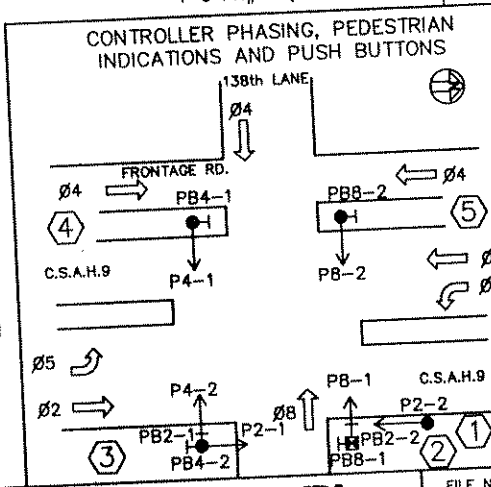 CONTROLLER PHASING, PEDESTRIAN
INDICATIONS AND PUSH BUTTONS
138th LANE
Ø4
FRONTAGE RD.
Ø4
PB4-1
PB8-2
Ø4
4
5
C.S.A.H.9
P4-1
P8-2
Ø
Ø
Ø5
P4-2
P8-1
C.S.A.H.9
Ø2
Ø8
P2-2
PB2-1
P2-1
PB2-2
1
3
PB4-2
PB8-1
2
FILE N